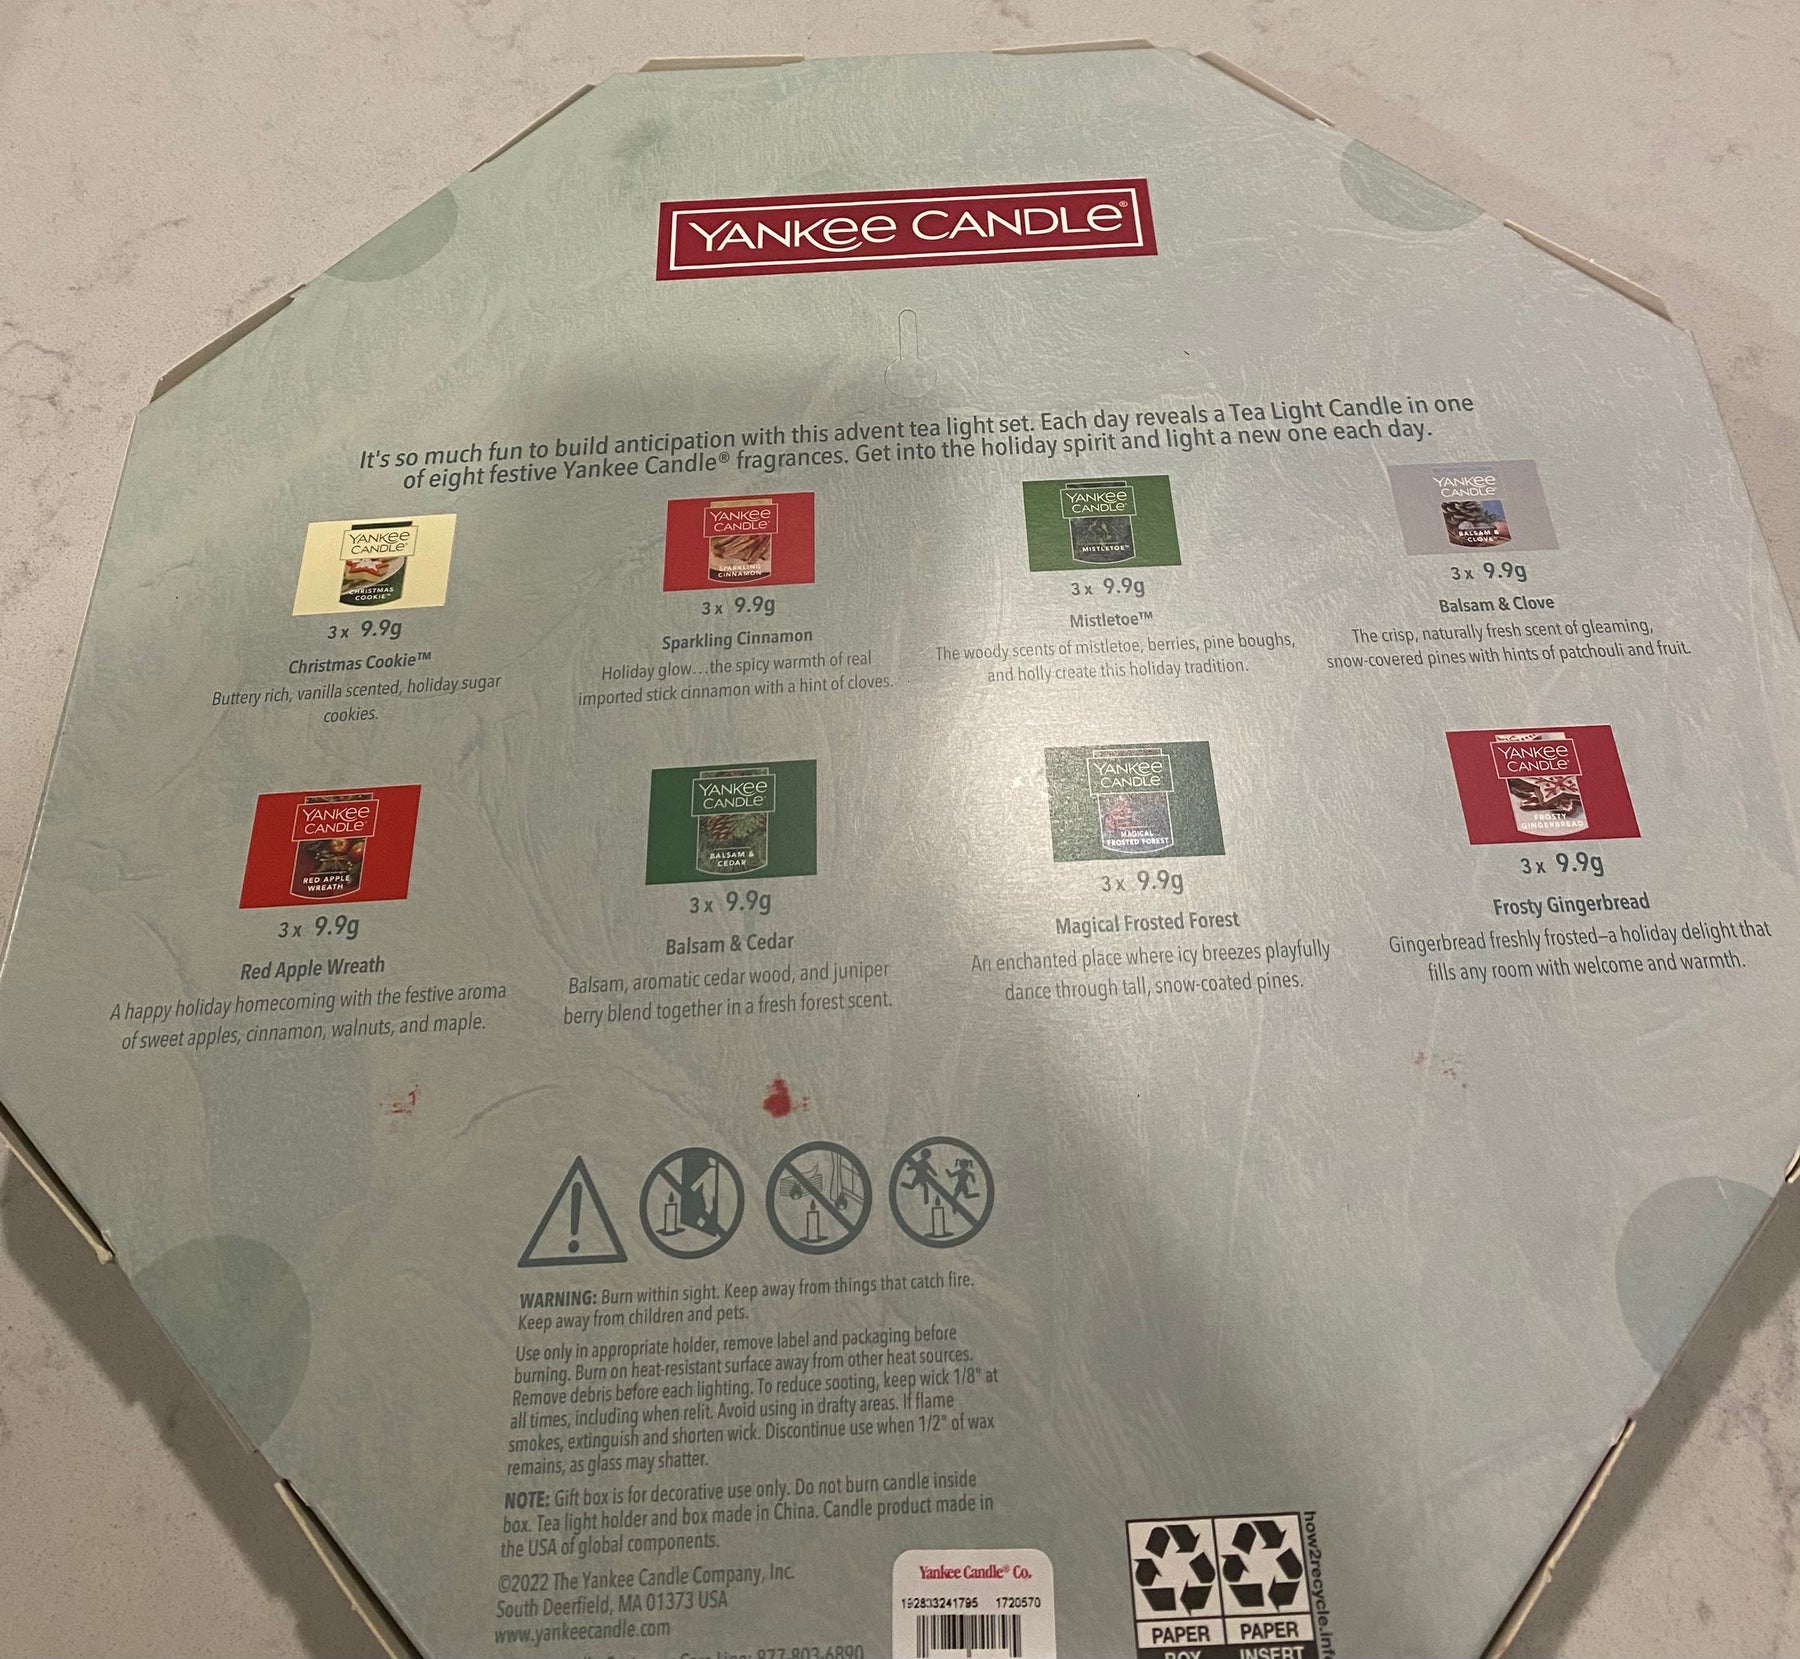 YANKEE CANDLE®
It's so much fun to build anticipation with this advent tea light set. Each day reveals a Tea Light Candle in one
of eight festive Yankee Candle® fragrances. Get into the holiday spirit and light a new one each day.
YANKEE
CANDLE®
CHRISTMAS
COOKIE™
3 x 9.9g
Christmas Cookie™
Buttery rich, vanilla scented, holiday sugar
cookies.
YANKEE
CANDLE®
SPARKLING
CINNAMON
3 x 9.9g
Sparkling Cinnamon
Holiday glow...the spicy warmth of real
imported stick cinnamon with a hint of cloves.
YANKEE
CANDLE®
MISTLETOE™
3 x 9.9g
Mistletoe™
The woody scents of mistletoe, berries, pine boughs,
and holly create this holiday tradition.
YANKEE
CANDLE®
BALSAM &
CLOVE
3 x 9.9g
Balsam & Clove
The crisp, naturally fresh scent of gleaming,
snow-covered pines with hints of patchouli and fruit.
YANKEE
CANDLE®
RED APPLE
WREATH
3 x 9.9g
Red Apple Wreath
A happy holiday homecoming with the festive aroma
of sweet apples, cinnamon, walnuts, and maple.
YANKEE
CANDLE®
BALSAM &
CEDAR
3 x 9.9g
Balsam & Cedar
Balsam, aromatic cedar wood, and juniper
berry blend together in a fresh forest scent.
YANKEE
CANDLE®
MAGICAL
FROSTED FOREST
3 x 9.9g
Magical Frosted Forest
An enchanted place where icy breezes playfully
dance through tall, snow-coated pines.
YANKEE
CANDLE®
FROSTY
GINGERBREAD
3 x 9.9g
Frosty Gingerbread
Gingerbread freshly frosted–a holiday delight that
fills any room with welcome and warmth.
WARNING: Burn within sight. Keep away from things that catch fire.
Keep away from children and pets.
Use only in appropriate holder, remove label and packaging before
burning. Burn on heat-resistant surface away from other heat sources.
Remove debris before each lighting. To reduce sooting, keep wick 1/8" at
all times, including when relit. Avoid using in drafty areas. If flame
smokes, extinguish and shorten wick. Discontinue use when 1/2" of wax
remains, as glass may shatter.
NOTE: Gift box is for decorative use only. Do not burn candle inside
box. Tea light holder and box made in China. Candle product made in
the USA of global components.
©2022 The Yankee Candle Company, Inc.
South Deerfield, MA 01373 USA
www.yankeecandle.com
877-803-6890
Yankee Candle® Co.
1720570
how2recycle.info
PAPER
BOX
PAPER
INSERT